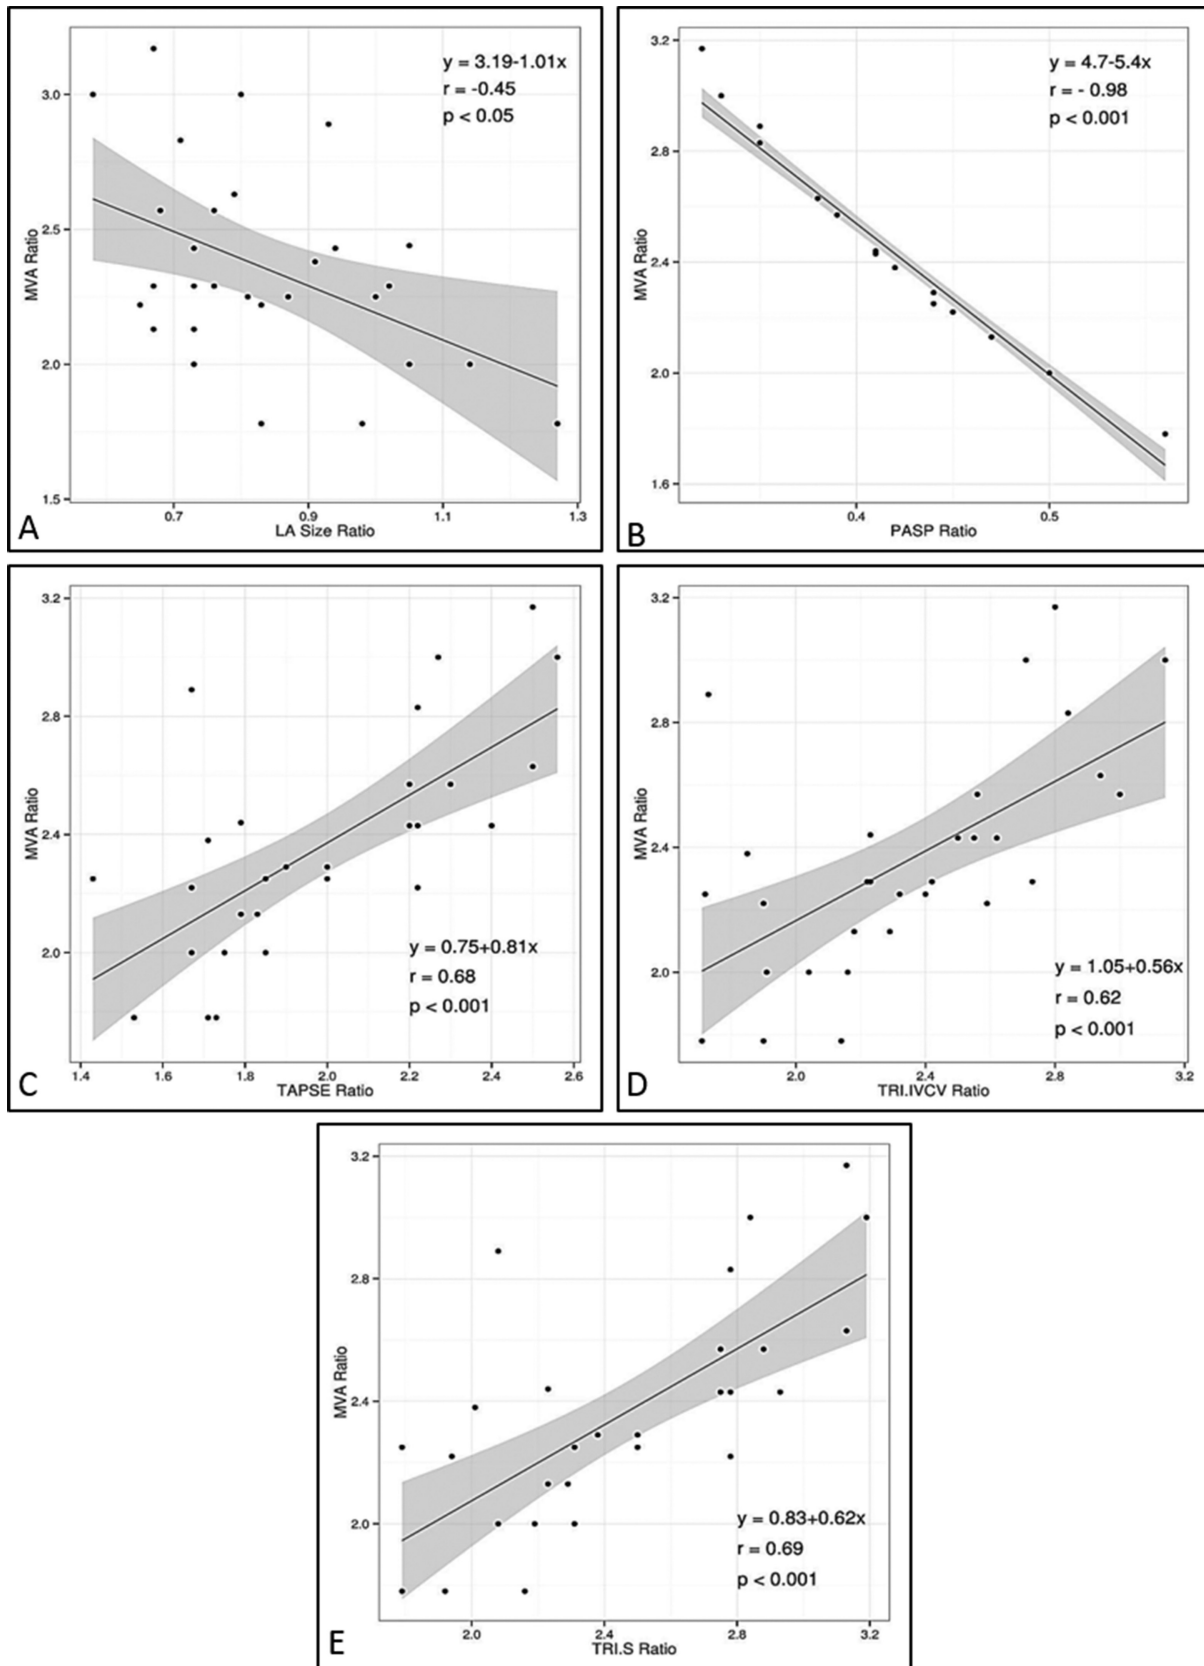 y = 3.19-1.01x
r = -0.45
p < 0.05
3.0
2.5
2.0
1.5
MVA Ratio
0.7 0.9 1.1 1.3
LA Size Ratio
A
y = 4.7-5.4x
r = - 0.98
p < 0.001
3.2
2.8
2.4
2.0
1.6
MVA Ratio
0.4 0.5
PASP Ratio
B
3.2
2.8
2.4
2.0
MVA Ratio
y = 0.75+0.81x
r = 0.68
p < 0.001
1.4 1.6 1.8 2.0 2.2 2.4 2.6
TAPSE Ratio
C
3.2
2.8
2.4
2.0
MVA Ratio
y = 1.05+0.56x
r = 0.62
p < 0.001
2.0 2.4 2.8 3.2
TRI.IVCV Ratio
D
3.2
2.8
2.4
2.0
MVA Ratio
y = 0.83+0.62x
r = 0.69
p < 0.001
2.0 2.4 2.8 3.2
TRI.S Ratio
E